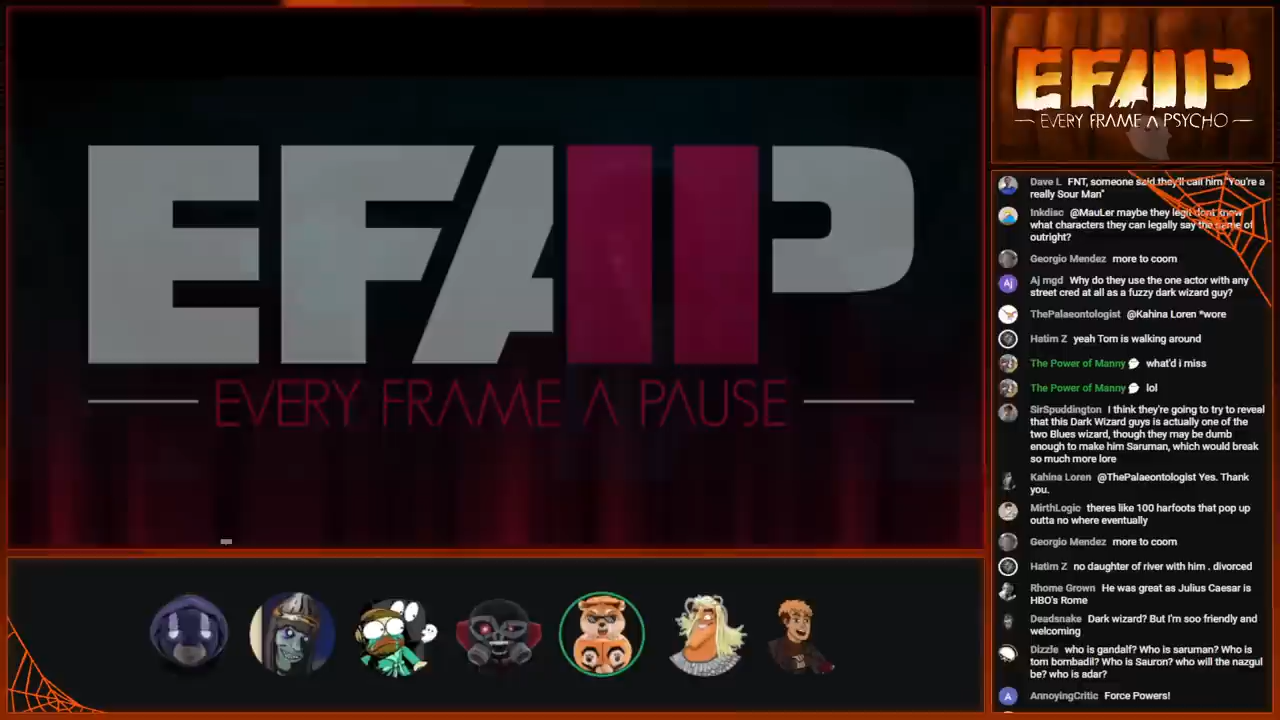 EFAP
EVERY FRAME A PAUSE
EFAP
EVERY FRAME A PSYCHO
Dave L FNT, someone said they'll call him "You're a
really Sour Man"
Inkdisc @MauLer maybe they legit dont know
what characters they can legally say the name of
outright?
Georgio Mendez more to coom
Aj mgd Why do they use the one actor with any
street cred at all as a fuzzy dark wizard guy?
ThePalaeontologist @Kahina Loren *wore
Hatim Z yeah Tom is walking around
The Power of Manny what'd i miss
The Power of Manny lol
SirSpuddington I think they're going to try to reveal
that this Dark Wizard guys is actually one of the
two Blues wizard, though they may be dumb
enough to make him Saruman, which would break
so much more lore
Kahina Loren @ThePalaeontologist Yes. Thank
you.
MirthLogic theres like 100 harfoots that pop up
outta no where eventually
Georgio Mendez more to coom
Hatim Z no daughter of river with him . divorced
Rhome Grown He was great as Julius Caesar is
HBO's Rome
Deadsnake Dark wizard? But I'm soo friendly and
welcoming
Dizzle who is gandalf? Who is saruman? Who is
tom bombadil? Who is Sauron? who will the nazgul
be? who is adar?
A AnnoyingCritic Force Powers!